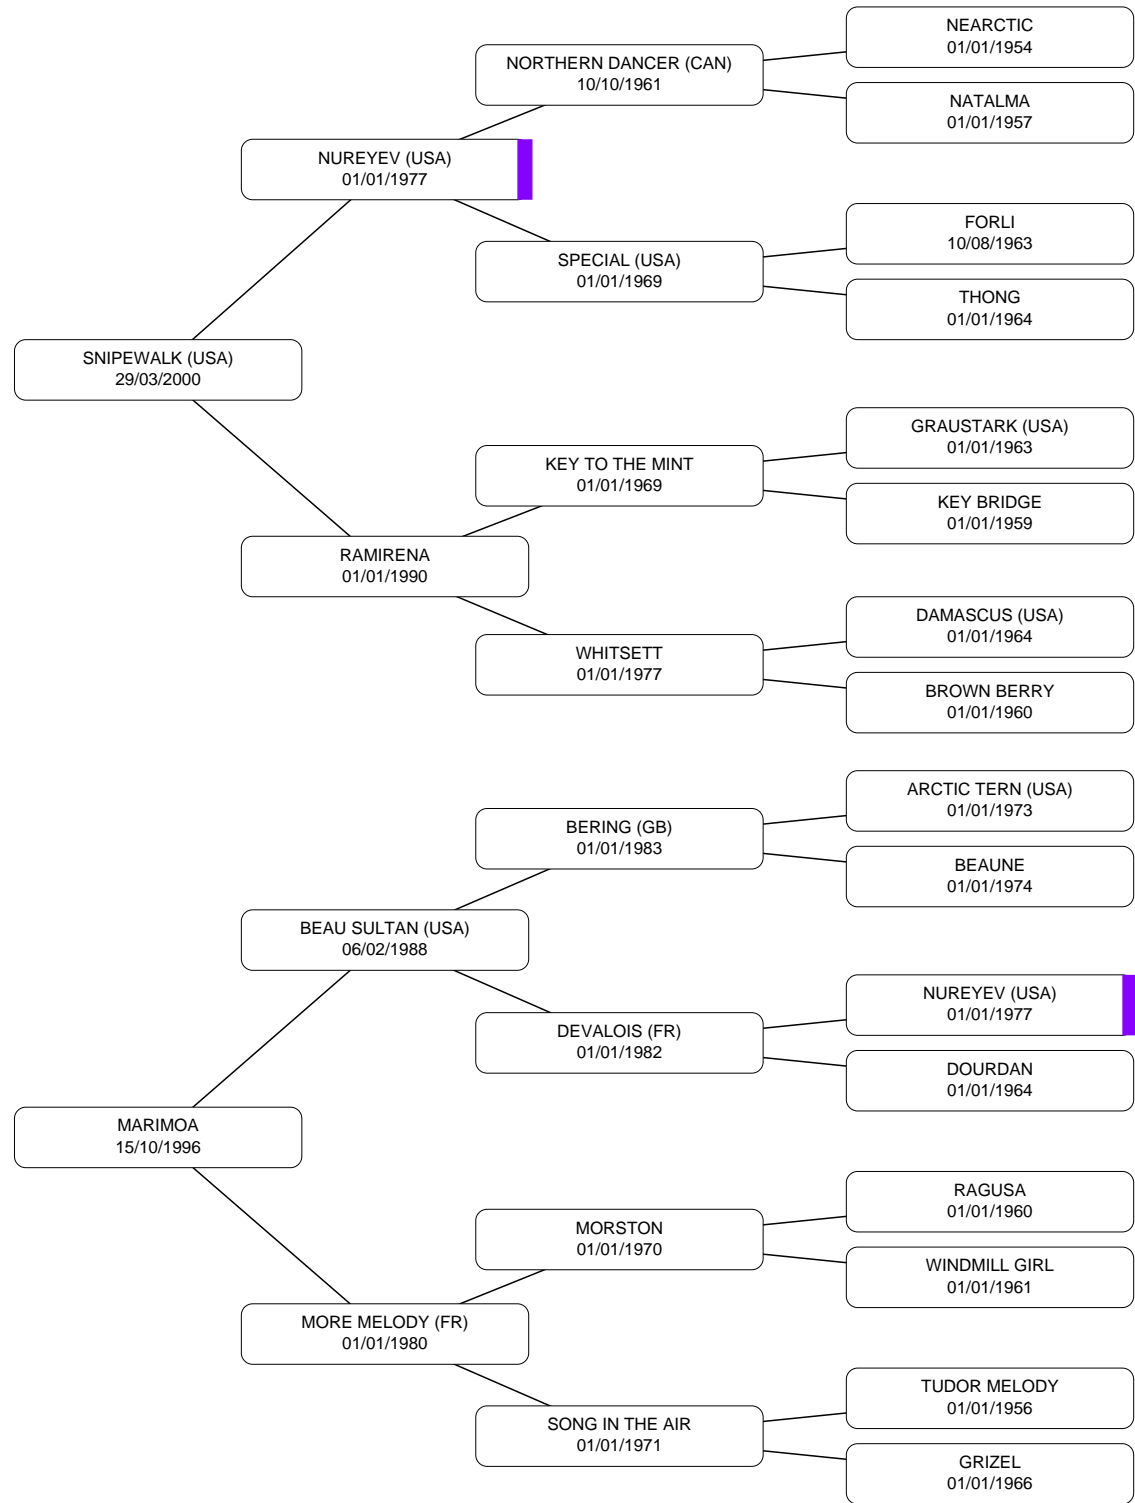 NEARCTIC
01/01/1954
NORTHERN DANCER (CAN)
10/10/1961
NATALMA
01/01/1957
NUREYEV (USA)
01/01/1977
FORLI
10/08/1963
SPECIAL (USA)
01/01/1969
THONG
01/01/1964
SNIPEWALK (USA)
29/03/2000
GRAUSTARK (USA)
01/01/1963
KEY TO THE MINT
01/01/1969
KEY BRIDGE
01/01/1959
RAMIRENA
01/01/1990
DAMASCUS (USA)
01/01/1964
WHITSETT
01/01/1977
BROWN BERRY
01/01/1960
ARCTIC TERN (USA)
01/01/1973
BERING (GB)
01/01/1983
BEAUNE
01/01/1974
BEAU SULTAN (USA)
06/02/1988
NUREYEV (USA)
01/01/1977
DEVALOIS (FR)
01/01/1982
DOURDAN
01/01/1964
MARIMOA
15/10/1996
RAGUSA
01/01/1960
MORSTON
01/01/1970
WINDMILL GIRL
01/01/1961
MORE MELODY (FR)
01/01/1980
TUDOR MELODY
01/01/1956
SONG IN THE AIR
01/01/1971
GRIZEL
01/01/1966